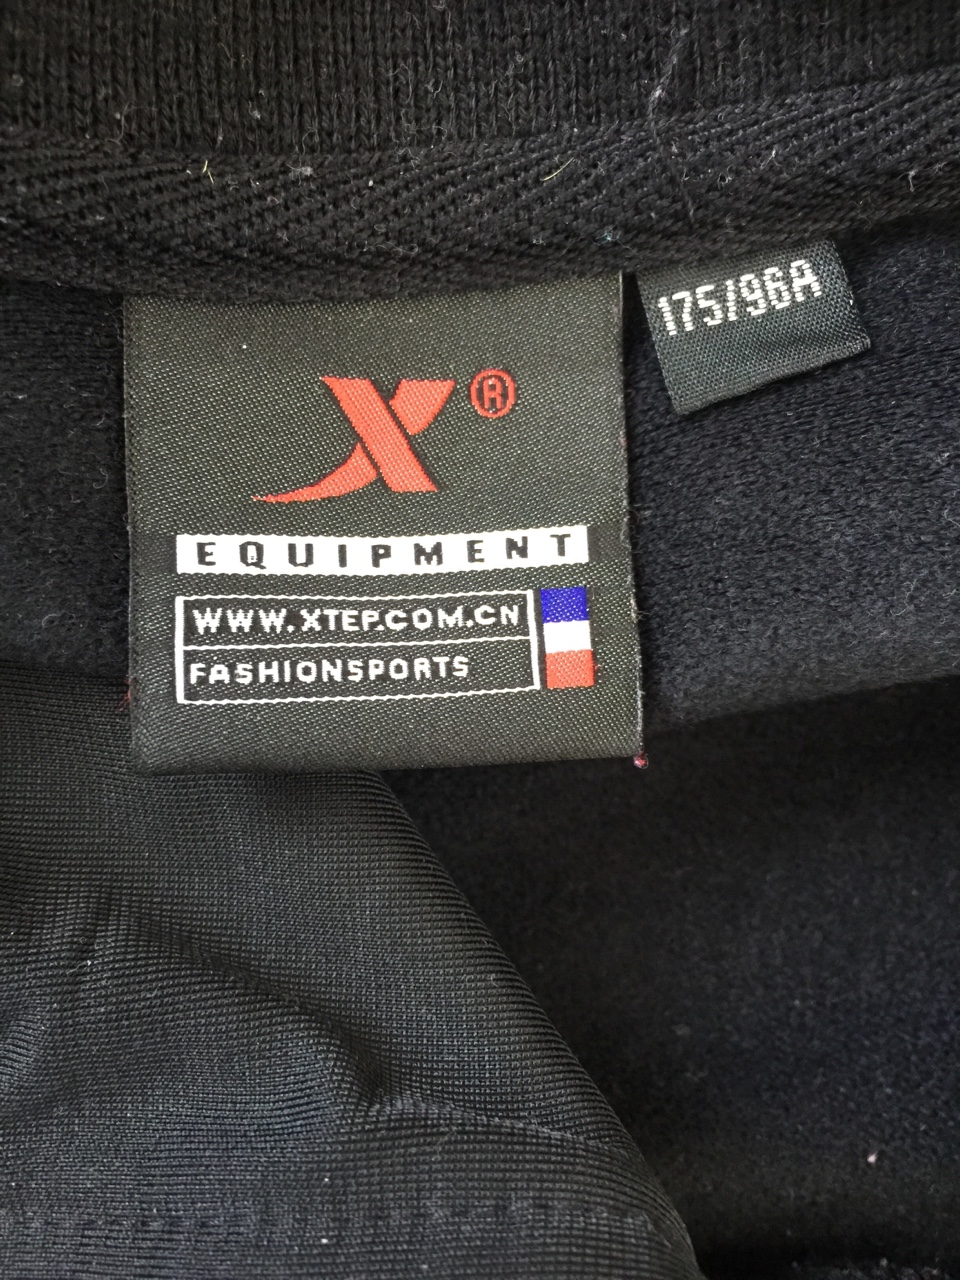 175/96A
X®
EQUIPMENT
WWW.XTEP.COM.CN
FASHIONSPORTS